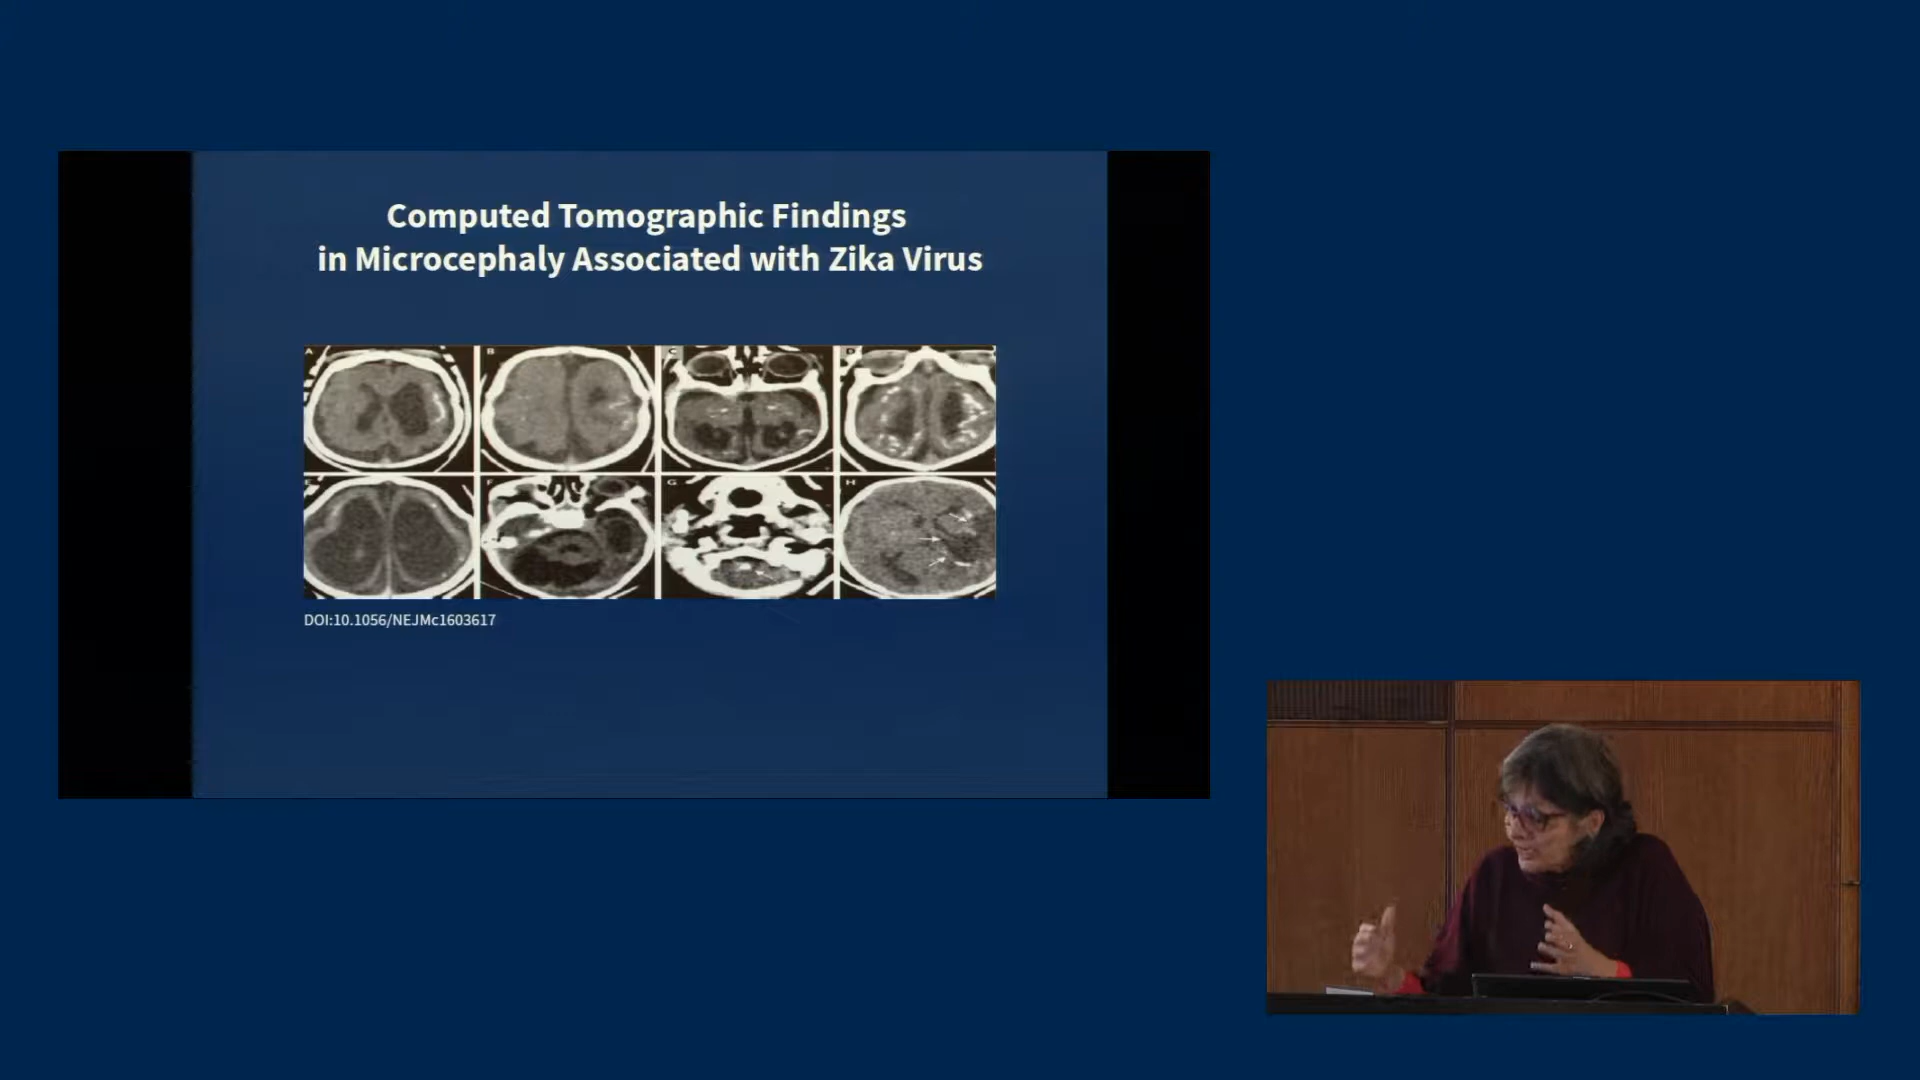 Computed Tomographic Findings
in Microcephaly Associated with Zika Virus
A B C D
E F G H
DOI:10.1056/NEJMc1603617